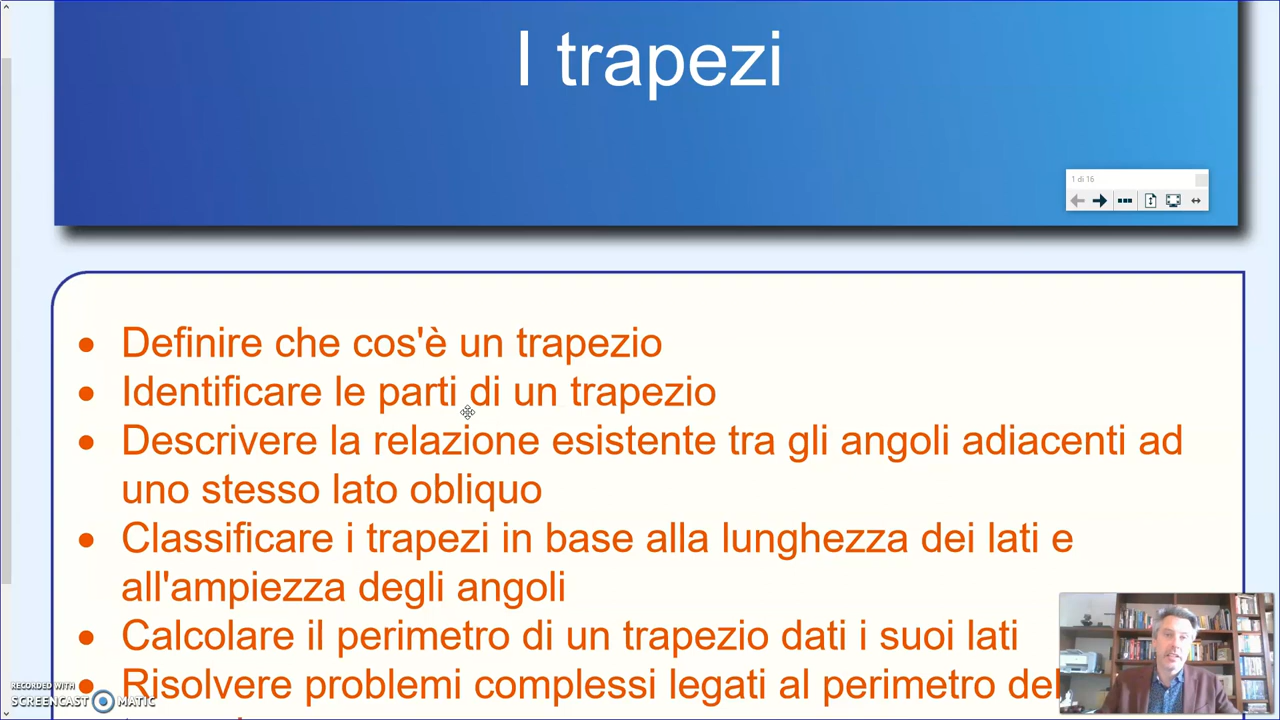 I trapezi
1 di 16
Definire che cos'è un trapezio
Identificare le parti di un trapezio
Descrivere la relazione esistente tra gli angoli adiacenti ad
uno stesso lato obliquo
Classificare i trapezi in base alla lunghezza dei lati e
all'ampiezza degli angoli
Calcolare il perimetro di un trapezio dati i suoi lati
Risolvere problemi complessi legati al perimetro del
RECORDED WITH
SCREENCAST MATIC